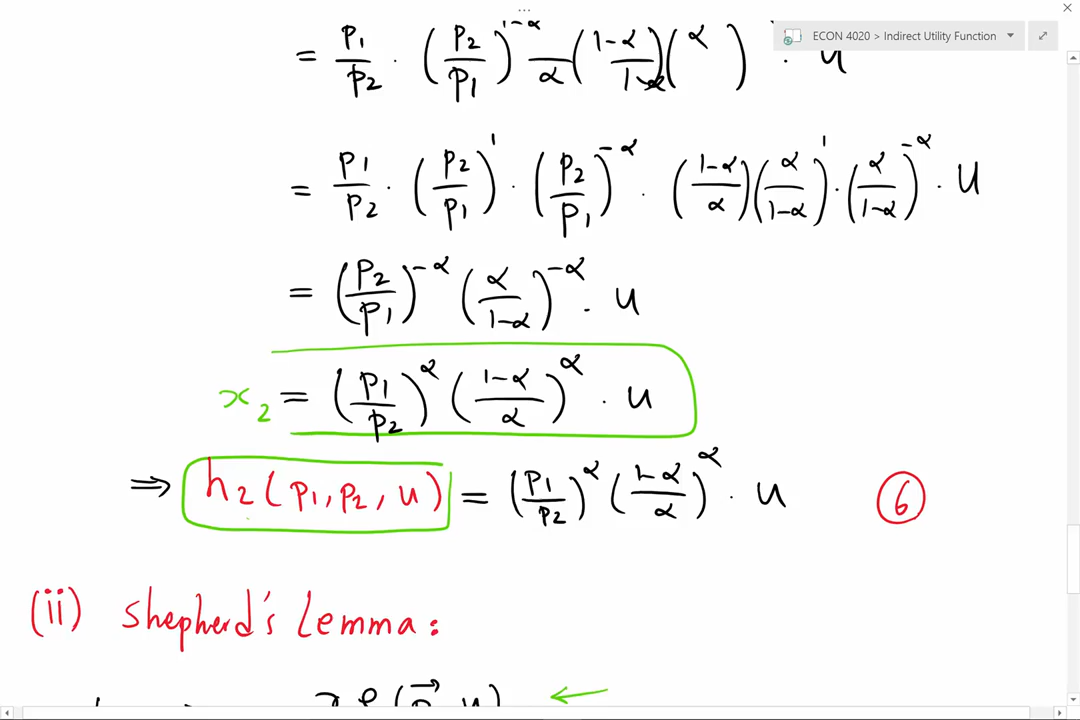 ECON 4020 > Indirect Utility Function
= p₁/p₂ · (p₂/p₁)^(1-α) (1-α)/α (α/(1-α)) · u
= p₁/p₂ · (p₂/p₁)^1 · (p₂/p₁)^(-α) · ((1-α)/α)(α/(1-α))^1 · (α/(1-α))^(-α) · u
= (p₂/p₁)^(-α) (α/(1-α))^(-α) · u
x₂ = (p₁/p₂)^α ((1-α)/α)^α · u
⇒ h₂(p₁, p₂, u) = (p₁/p₂)^α ((1-α)/α)^α · u ⑥
(ii) Shepherd's Lemma: